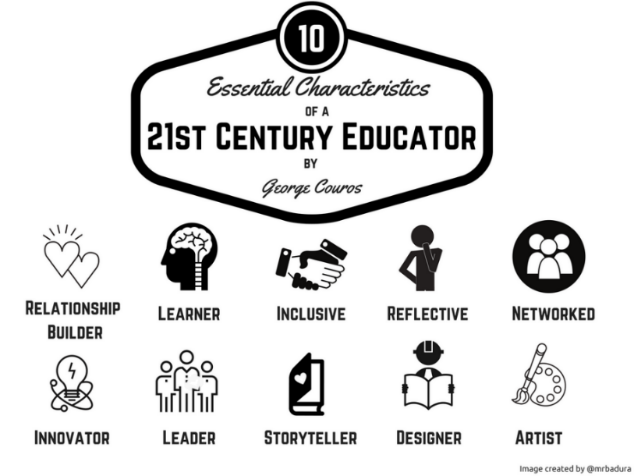 10
Essential Characteristics
OF A
21ST CENTURY EDUCATOR
BY
George Couros
RELATIONSHIP
BUILDER
LEARNER
INCLUSIVE
REFLECTIVE
NETWORKED
INNOVATOR
LEADER
STORYTELLER
DESIGNER
ARTIST
Image created by @mrbadura